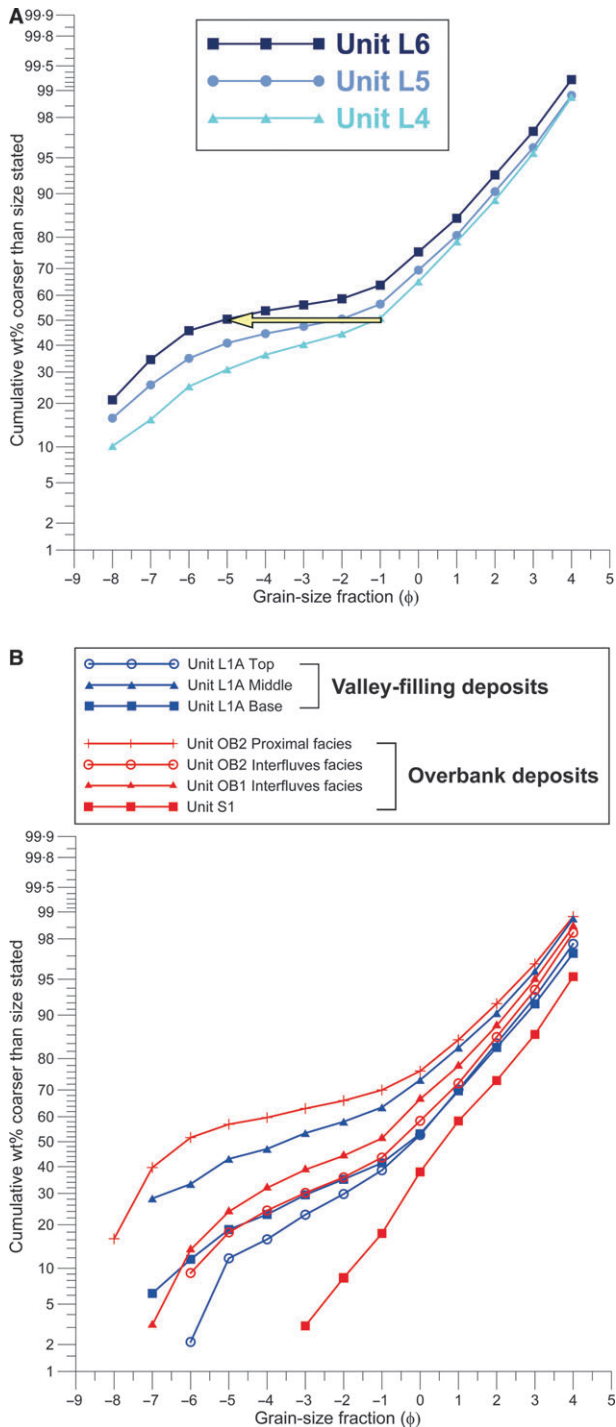 A
Unit L6
Unit L5
Unit L4
Cumulative wt% coarser than size stated
99·9
99·8
99·5
99
98
95
90
80
70
60
50
40
30
20
10
5
2
1
−9 −8 −7 −6 −5 −4 −3 −2 −1 0 1 2 3 4 5
Grain-size fraction (ϕ)
B
Unit L1A Top
Unit L1A Middle
Unit L1A Base
Valley-filling deposits
Unit OB2 Proximal facies
Unit OB2 Interfluves facies
Unit OB1 Interfluves facies
Unit S1
Overbank deposits
Cumulative wt% coarser than size stated
99·9
99·8
99·5
99
98
95
90
80
70
60
50
40
30
20
10
5
2
1
−9 −8 −7 −6 −5 −4 −3 −2 −1 0 1 2 3 4 5
Grain-size fraction (ϕ)